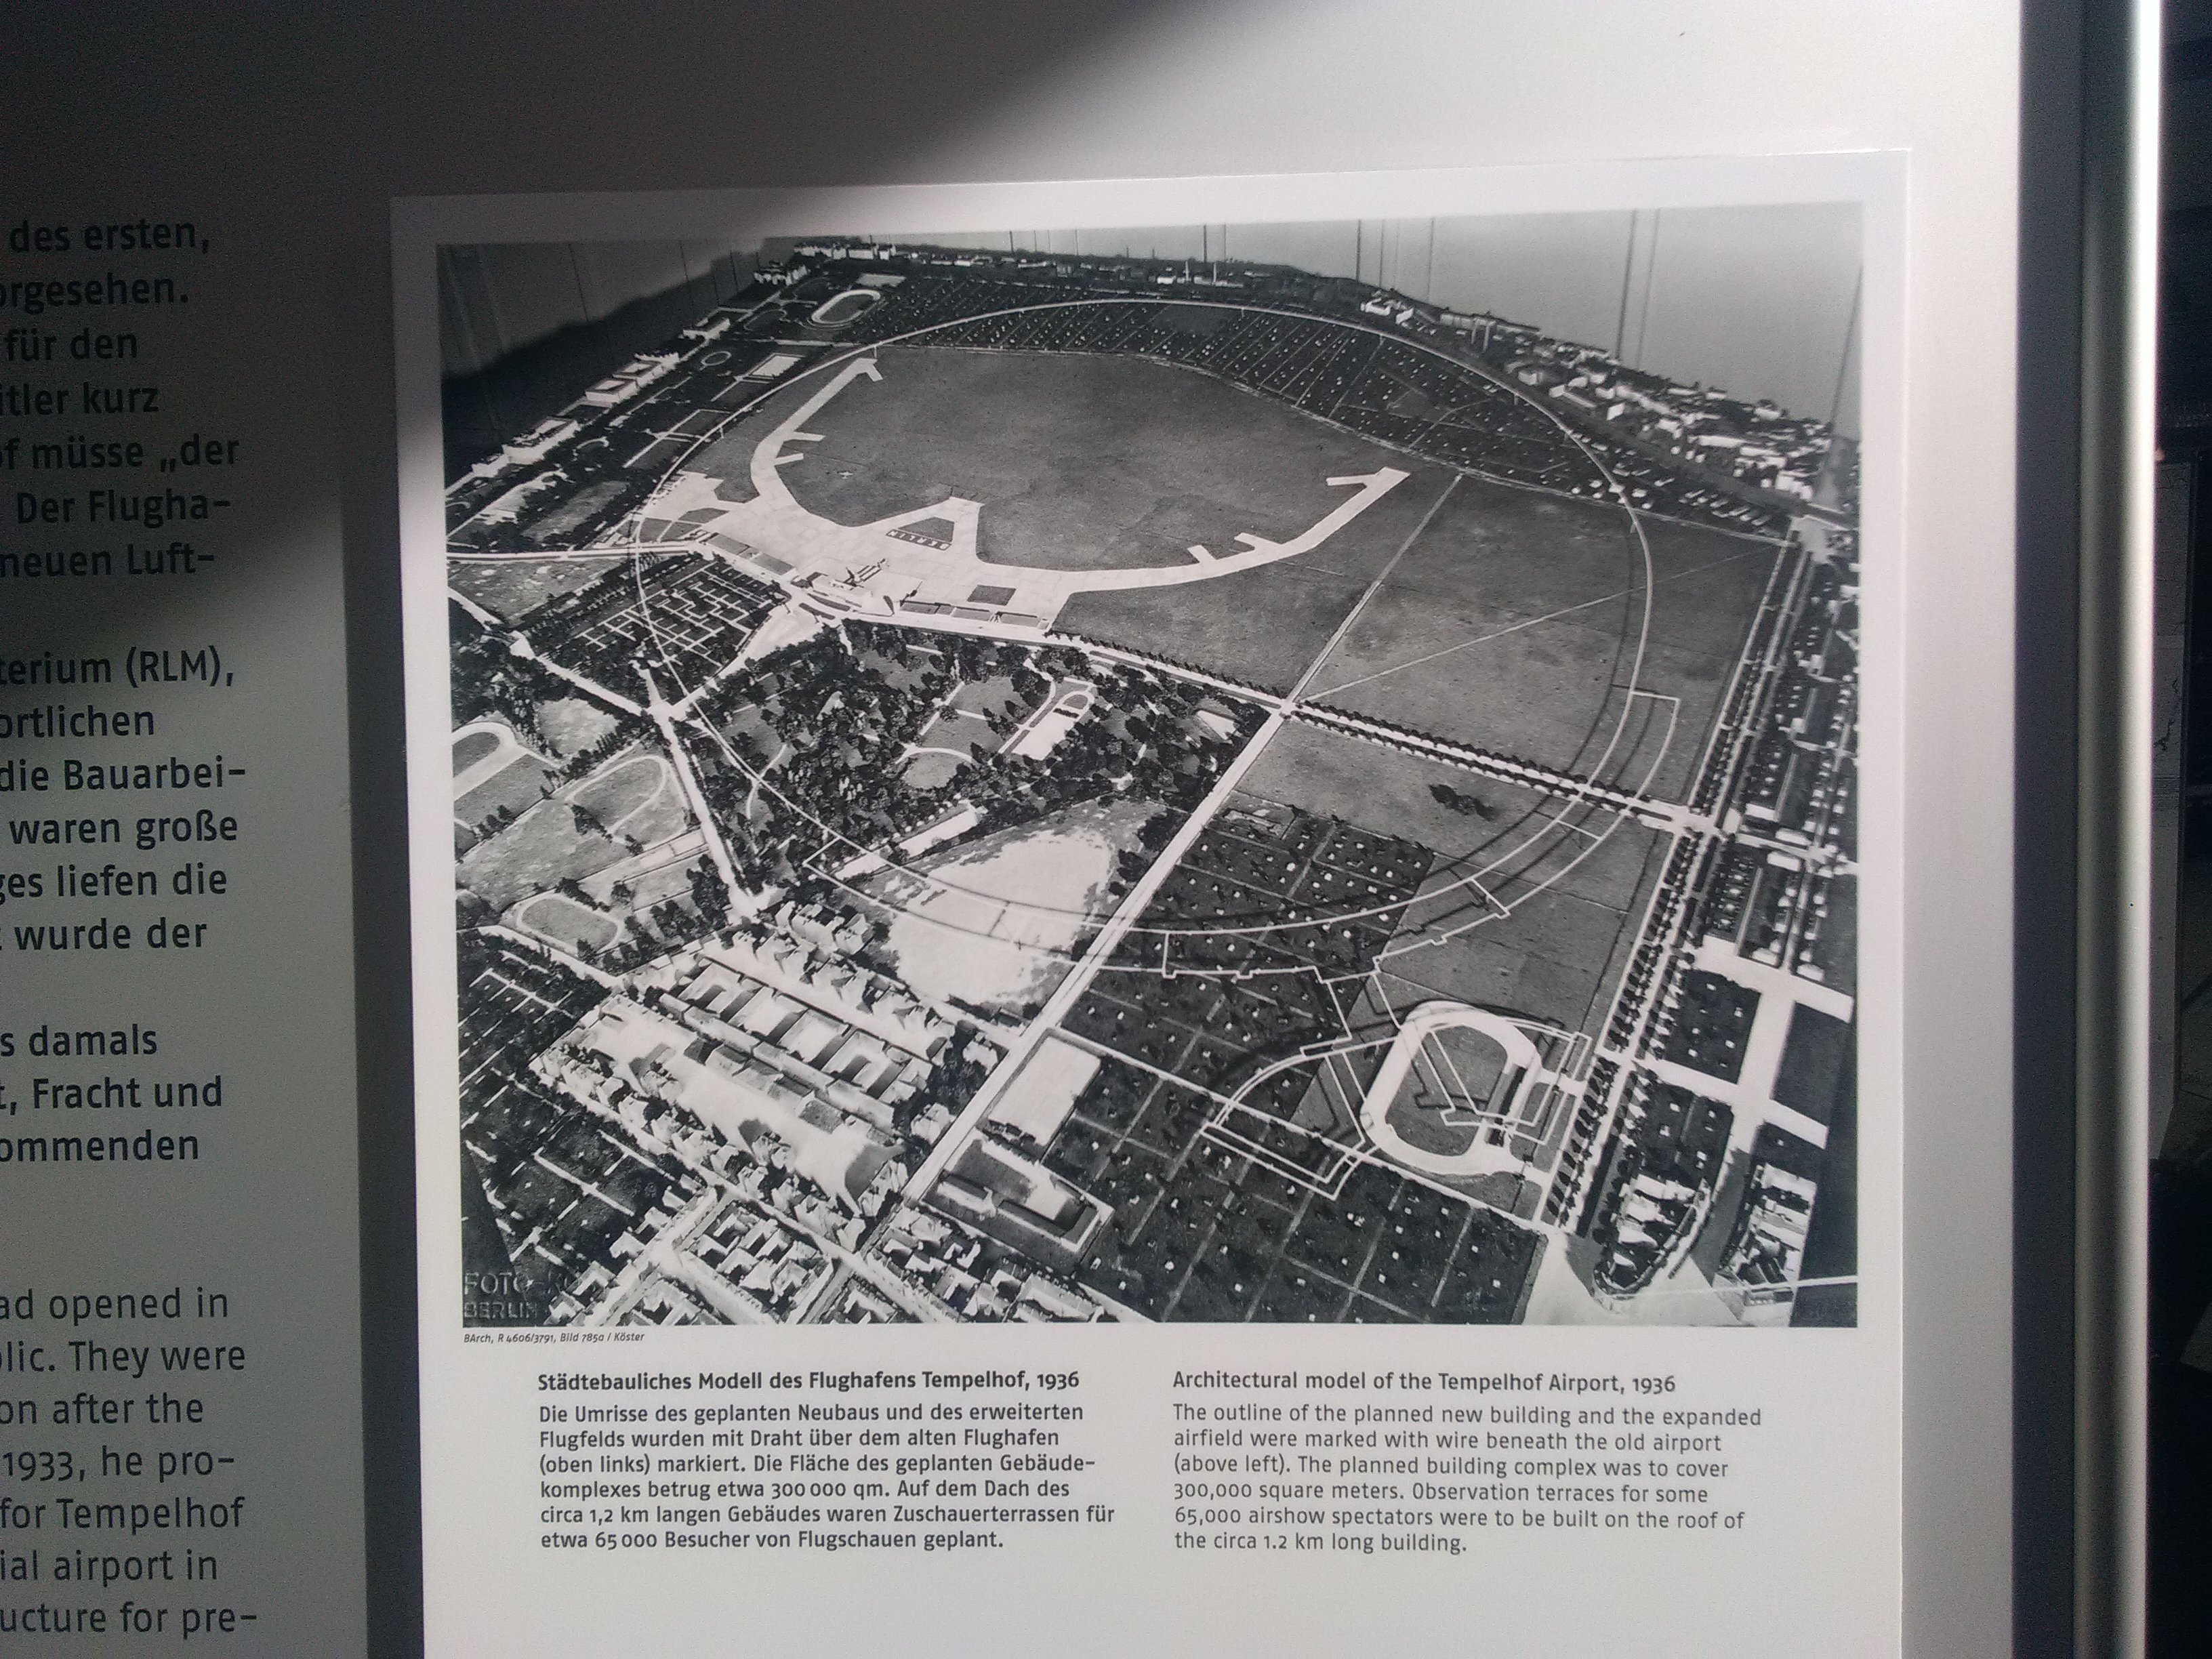 des ersten,
orgesehen.
für den
itler kurz
of müsse „der
Der Flugha-
neuen Luft-
terium (RLM),
ortlichen
die Bauarbei-
waren große
ges liefen die
wurde der
s damals
t, Fracht und
ommenden
ad opened in
blic. They were
on after the
1933, he pro-
for Tempelhof
ial airport in
ucture for pre-
BERLIN
FOTO-K
BERLIN
BArch, R 4606/3791, Bild 785a / Köster
Städtebauliches Modell des Flughafens Tempelhof, 1936
Die Umrisse des geplanten Neubaus und des erweiterten
Flugfelds wurden mit Draht über dem alten Flughafen
(oben links) markiert. Die Fläche des geplanten Gebäude-
komplexes betrug etwa 300 000 qm. Auf dem Dach des
circa 1,2 km langen Gebäudes waren Zuschauerterrassen für
etwa 65 000 Besucher von Flugschauen geplant.
Architectural model of the Tempelhof Airport, 1936
The outline of the planned new building and the expanded
airfield were marked with wire beneath the old airport
(above left). The planned building complex was to cover
300,000 square meters. Observation terraces for some
65,000 airshow spectators were to be built on the roof of
the circa 1.2 km long building.